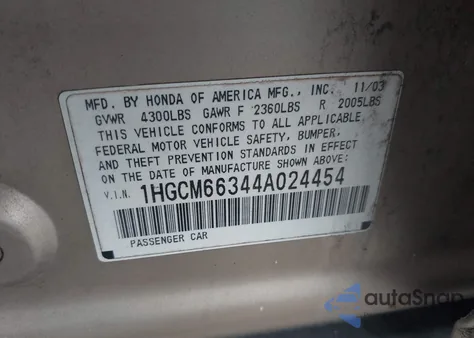 MFD. BY HONDA OF AMERICA MFG., INC. 11/03
GVWR 4300LBS GAWR F 2360LBS R 2005LBS
THIS VEHICLE CONFORMS TO ALL APPLICABLE
FEDERAL MOTOR VEHICLE SAFETY, BUMPER,
AND THEFT PREVENTION STANDARDS IN EFFECT
ON THE DATE OF MANUFACTURE SHOWN ABOVE.
V.I.N. 1HGCM66344A024454
PASSENGER CAR
autoSnap